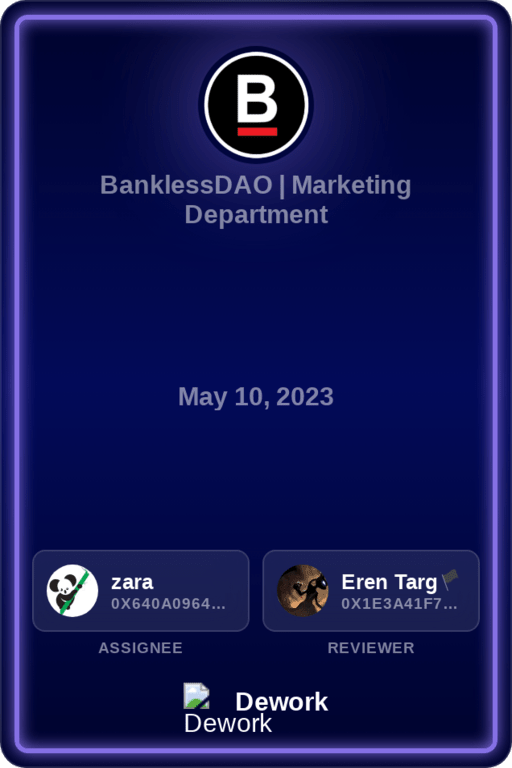 B
BanklessDAO | Marketing
Department
May 10, 2023
zara
0X640A0964...
Eren Targ🏴
0X1E3A41F7...
ASSIGNEE
REVIEWER
Dework
Dework